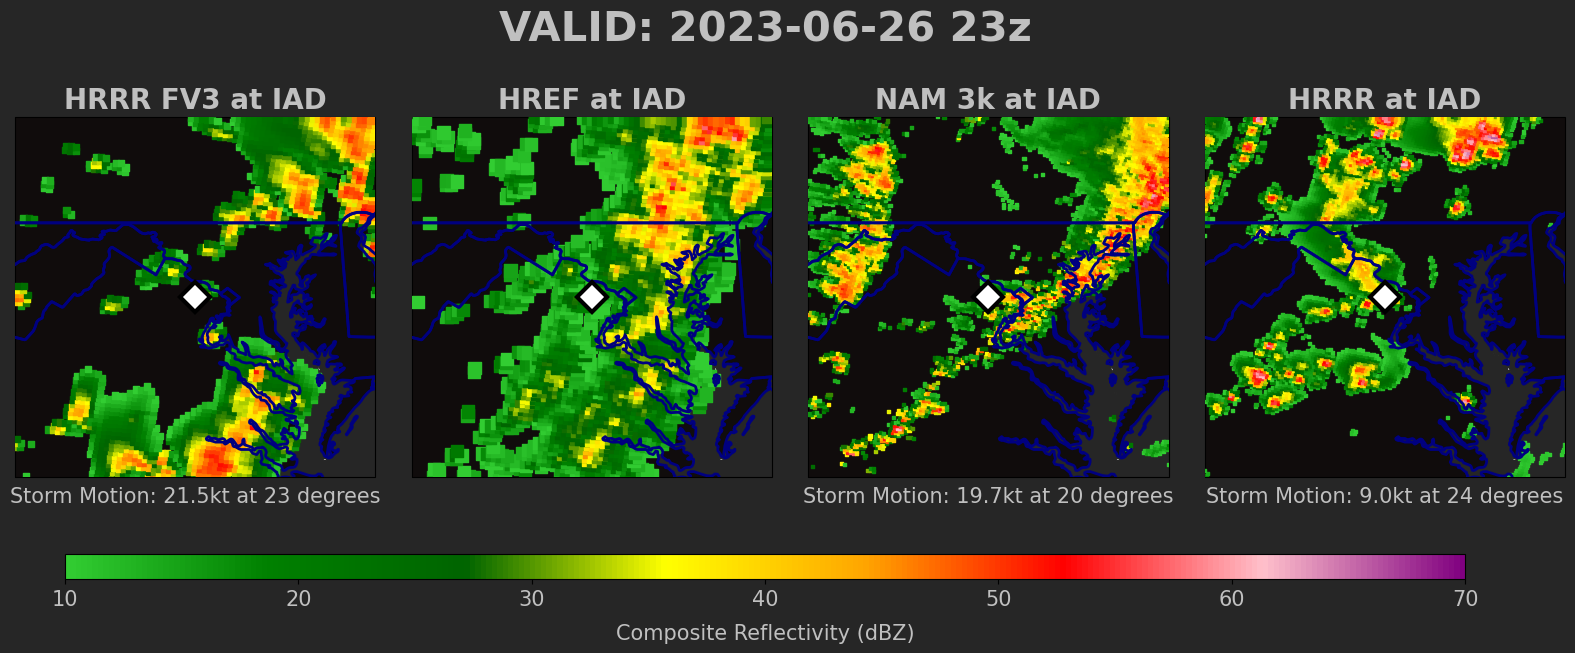 VALID: 2023-06-26 23z
HRRR FV3 at IAD
HREF at IAD
NAM 3k at IAD
HRRR at IAD
Storm Motion: 21.5kt at 23 degrees
Storm Motion: 19.7kt at 20 degrees
Storm Motion: 9.0kt at 24 degrees
10 20 30 40 50 60 70
Composite Reflectivity (dBZ)